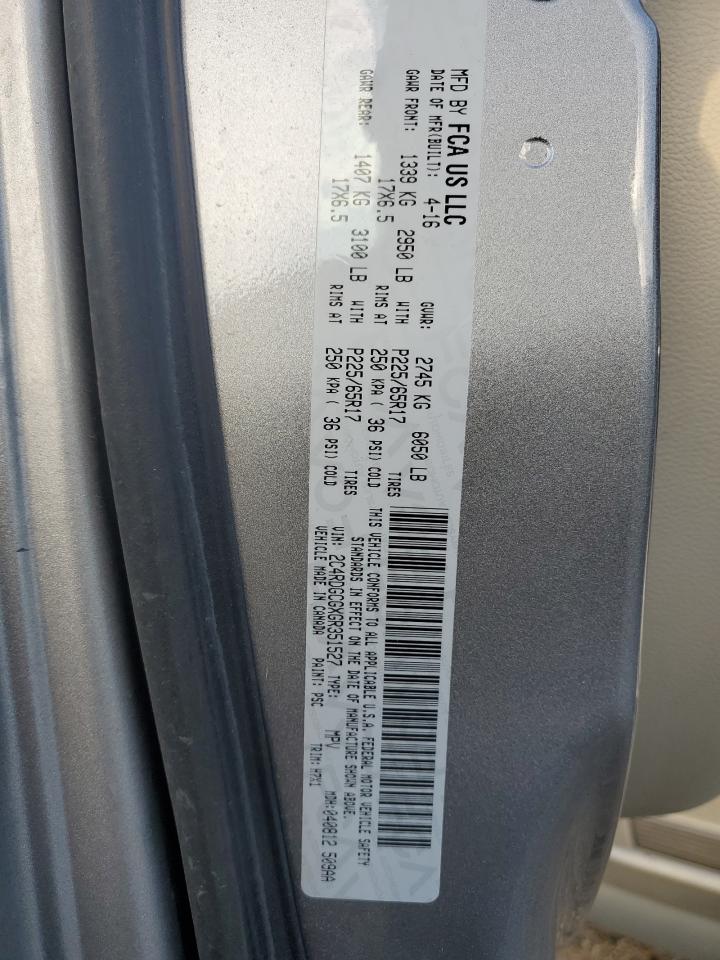 MFD BY FCA US LLC
DATE OF MFR(BUILT): 4-16 GVWR: 2745 KG 6050 LB
GAWR FRONT: 1339 KG 2950 LB WITH P225/65R17 TIRES
17X6.5 RIMS AT 250 KPA ( 36 PSI) COLD
GAWR REAR: 1407 KG 3100 LB WITH P225/65R17 TIRES
17X6.5 RIMS AT 250 KPA ( 36 PSI) COLD
THIS VEHICLE CONFORMS TO ALL APPLICABLE U.S.A. FEDERAL MOTOR VEHICLE SAFETY
STANDARDS IN EFFECT ON THE DATE OF MANUFACTURE SHOWN ABOVE.
VIN: 2C4RDGCGXGR351527 TYPE: MPV MDH:040812 509AA
VEHICLE MADE IN CANADA PAINT: PSC TRIM: H7X1